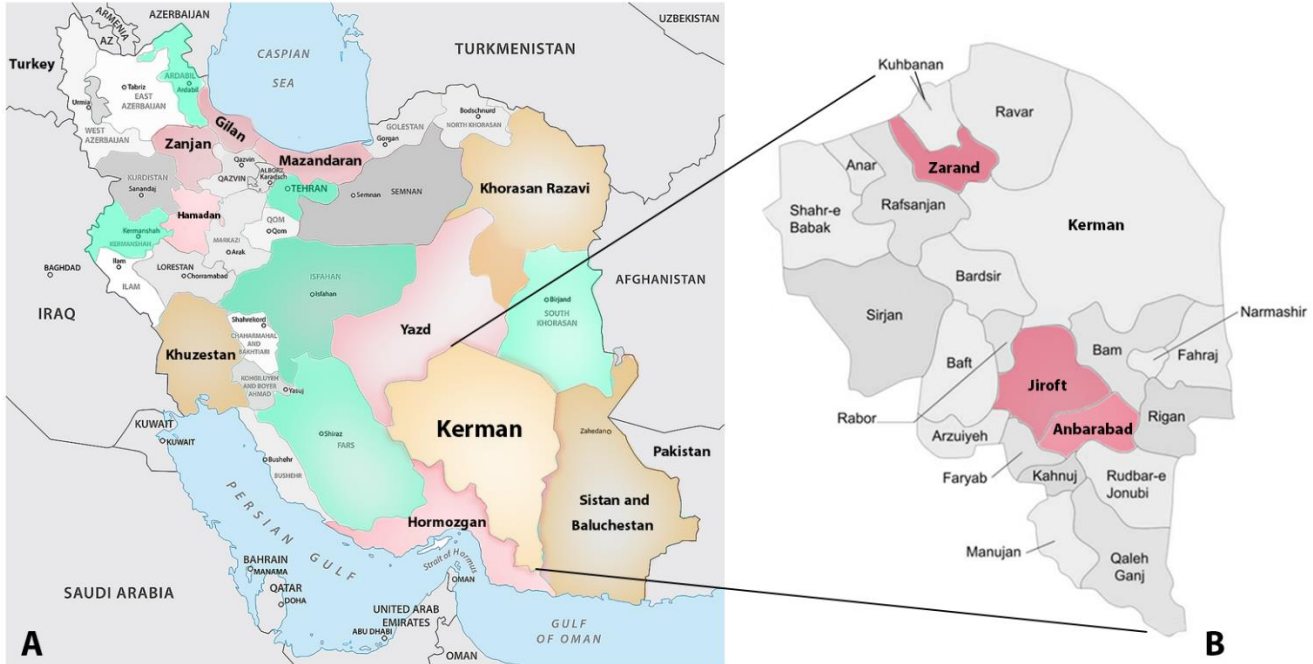 AZERBAIJAN
ARMENIA
AZ
UZBEKISTAN
CASPIAN
SEA
TURKMENISTAN
Turkey
ARDABIL
Ardabil
Tabriz
EAST
AZERBAIJAN
Urmia
WEST
AZERBAIJAN
Gilan
Zanjan
Mazandaran
GOLESTAN
Gorgan
Bodschnurd
NORTH KHORASAN
Qazvin
QAZVIN
ALBORZ
Karadsch
TEHRAN
KURDISTAN
Sanandaj
Semnan
SEMNAN
Khorasan Razavi
Hamadan
QOM
Qom
Kermanshah
KERMANSHAH
MARKAZI
Arak
BAGHDAD
Ilam
ILAM
LORESTAN
Chorramabad
ISFAHAN
Isfahan
AFGHANISTAN
Birjand
SOUTH
KHORASAN
IRAQ
Yazd
Shahrekord
CHAHARMAHAL
AND
BAKHTIARI
Khuzestan
KOHGILUYEH
AND BOYER
AHMAD
Yasuj
Kerman
KUWAIT
KUWAIT
Shiraz
FARS
Zahedan
Pakistan
Bushehr
BUSHEHR
PERSIAN GULF
Sistan and
Baluchestan
Hormozgan
Strait of Hormus
BAHRAIN
MANAMA
QATAR
DOHA
OMAN
SAUDI ARABIA
UNITED ARAB
EMIRATES
ABU DHABI
GULF
OF OMAN
OMAN
A
Kuhbanan
Ravar
Zarand
Anar
Rafsanjan
Shahr-e
Babak
Kerman
Bardsir
Sirjan
Narmashir
Baft
Bam
Fahraj
Jiroft
Rabor
Anbarabad
Rigan
Arzuiyeh
Faryab
Kahnuj
Rudbar-e
Jonubi
Manujan
Qaleh
Ganj
B